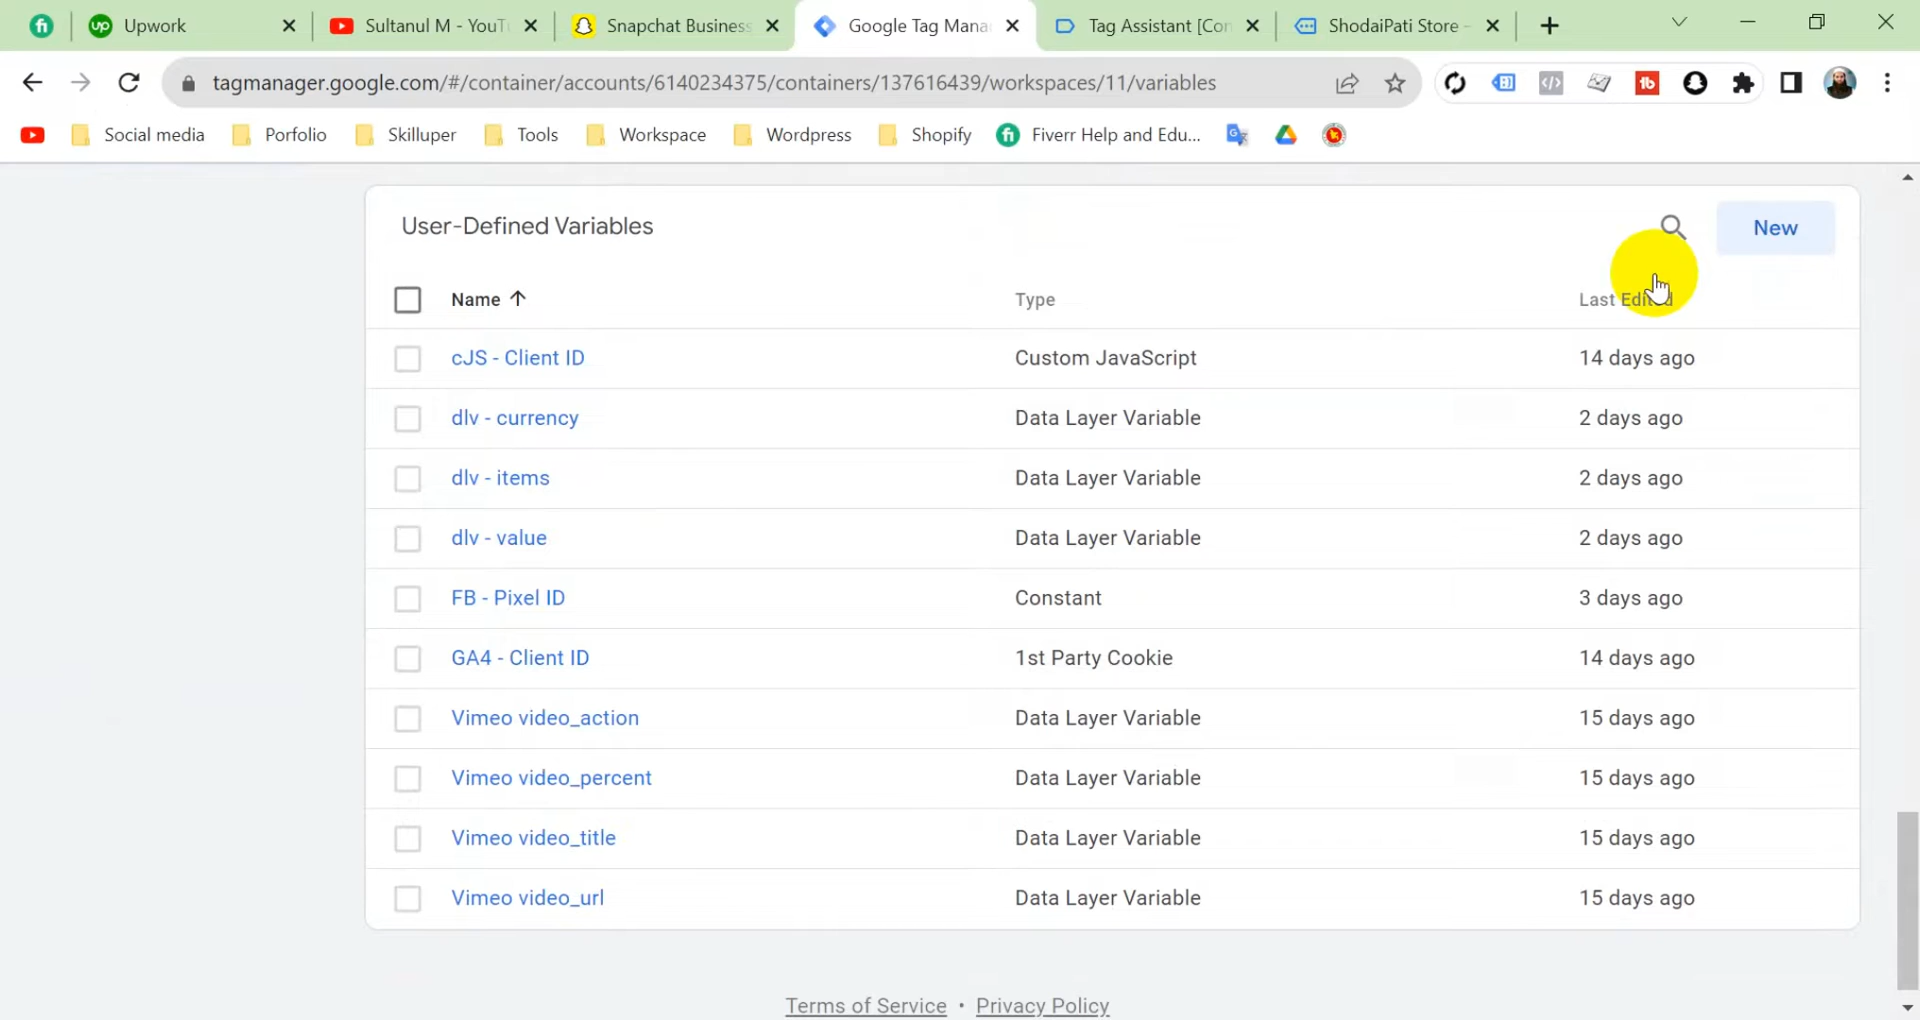 Upwork
Sultanul M - YouTu
Snapchat Business
Google Tag Mana
Tag Assistant [Con
ShodaiPati Store -
tagmanager.google.com/#/container/accounts/6140234375/containers/137616439/workspaces/11/variables
Social media
Porfolio
Skilluper
Tools
Workspace
Wordpress
Shopify
Fiverr Help and Edu...
User-Defined Variables
New
Name Type Last Edited
cJS - Client ID Custom JavaScript 14 days ago
dlv - currency Data Layer Variable 2 days ago
dlv - items Data Layer Variable 2 days ago
dlv - value Data Layer Variable 2 days ago
FB - Pixel ID Constant 3 days ago
GA4 - Client ID 1st Party Cookie 14 days ago
Vimeo video_action Data Layer Variable 15 days ago
Vimeo video_percent Data Layer Variable 15 days ago
Vimeo video_title Data Layer Variable 15 days ago
Vimeo video_url Data Layer Variable 15 days ago
Terms of Service • Privacy Policy